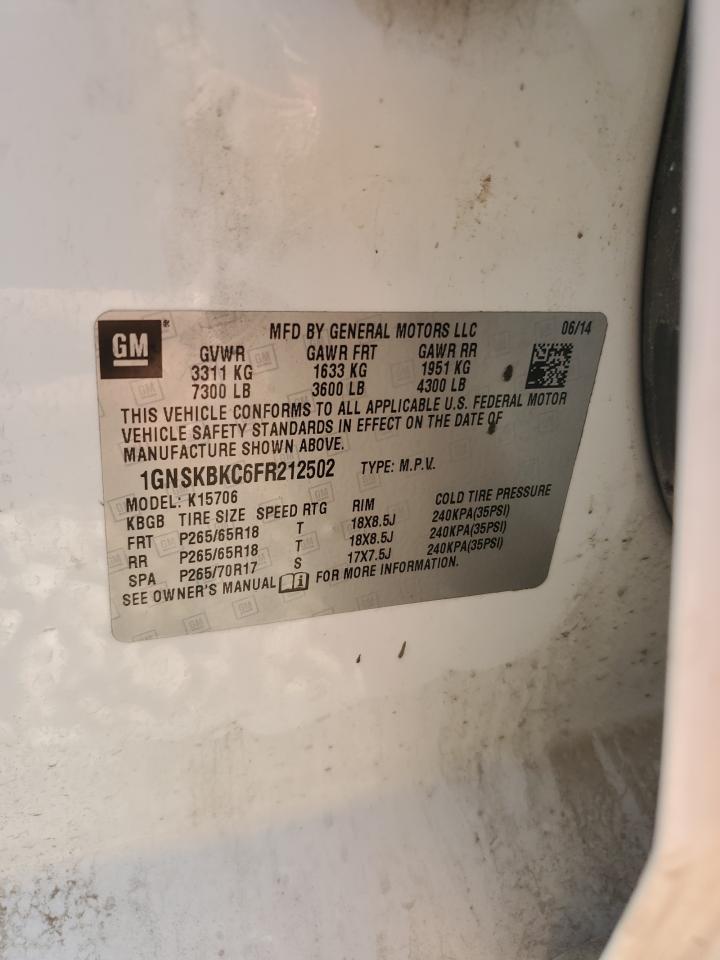 GM
MFD BY GENERAL MOTORS LLC 06/14
GVWR GAWR FRT GAWR RR
3311 KG 1633 KG 1951 KG
7300 LB 3600 LB 4300 LB
THIS VEHICLE CONFORMS TO ALL APPLICABLE U.S. FEDERAL MOTOR
VEHICLE SAFETY STANDARDS IN EFFECT ON THE DATE OF
MANUFACTURE SHOWN ABOVE.
1GNSKBKC6FR212502 TYPE: M.P.V.
MODEL: K15706
KBGB TIRE SIZE SPEED RTG RIM COLD TIRE PRESSURE
FRT P265/65R18 T 18X8.5J 240KPA(35PSI)
RR P265/65R18 T 18X8.5J 240KPA(35PSI)
SPA P265/70R17 S 17X7.5J 240KPA(35PSI)
SEE OWNER'S MANUAL i FOR MORE INFORMATION.